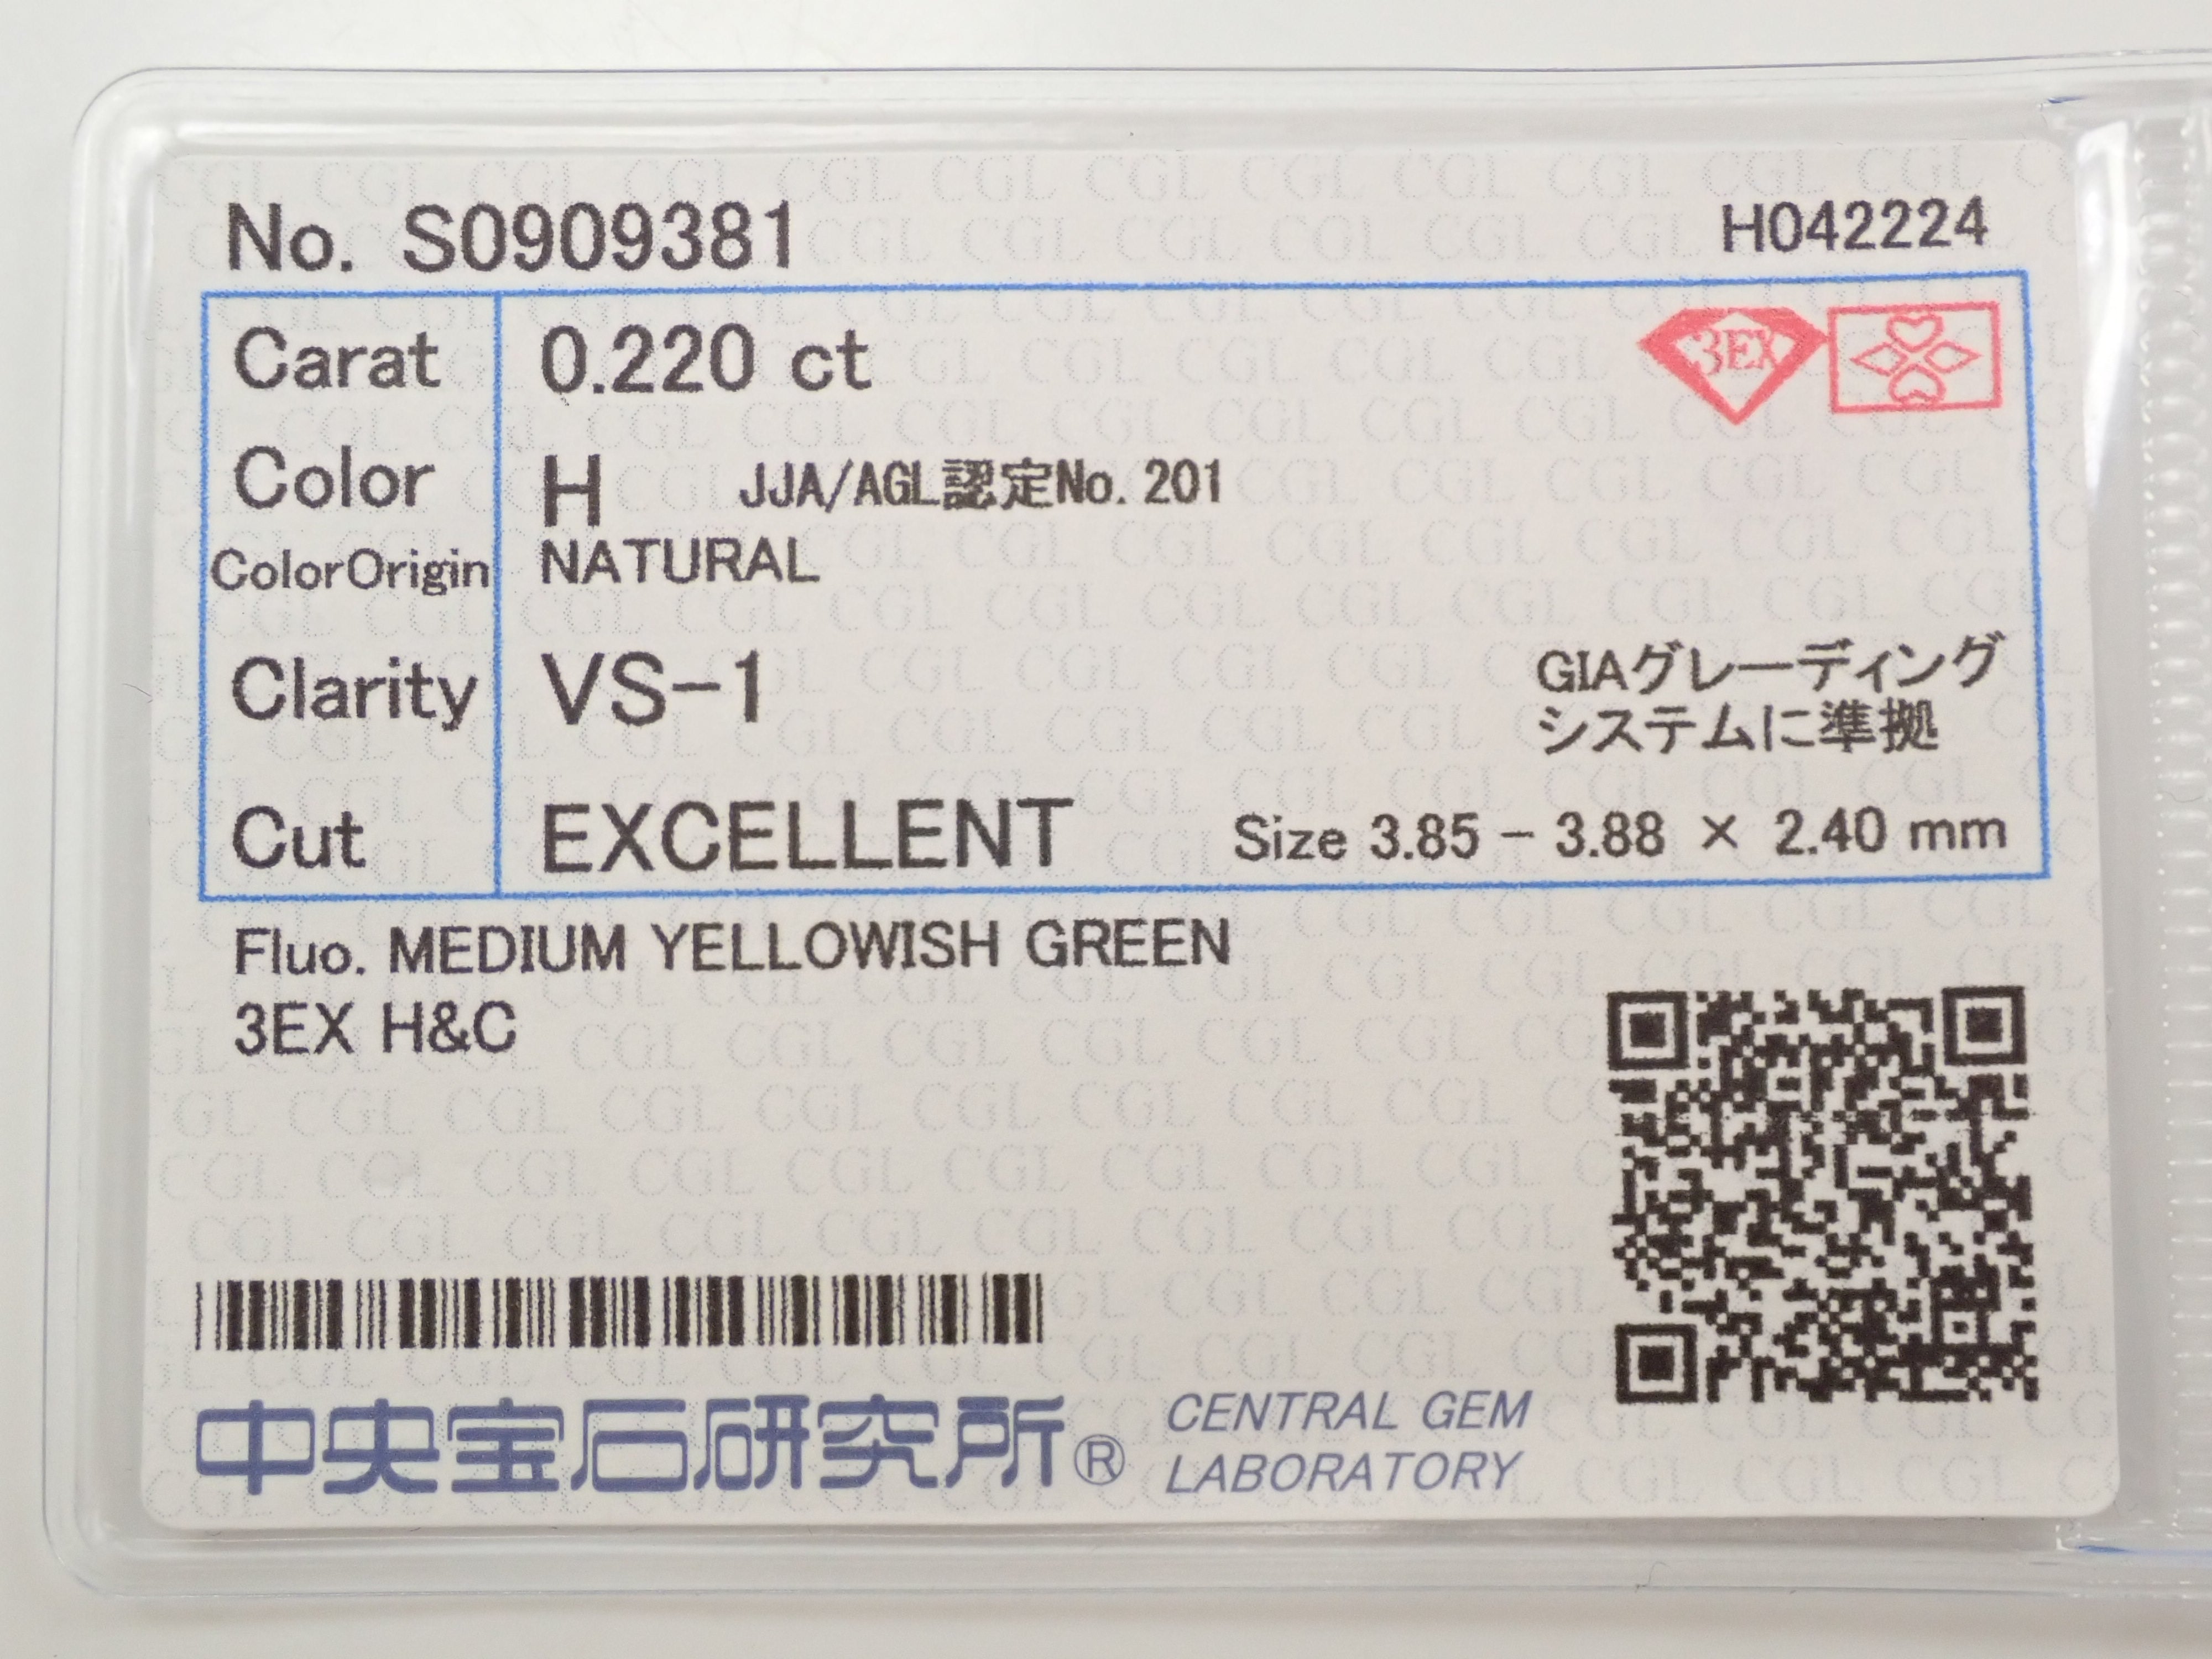 No. S0909381 H042224
Carat 0.220 ct 3EX
Color H JJA/AGL認定No. 201
ColorOrigin NATURAL
Clarity VS-1 GIAグレーディング
システムに準拠
Cut EXCELLENT Size 3.85 - 3.88 × 2.40 mm
Fluo. MEDIUM YELLOWISH GREEN
3EX H&C
中央宝石研究所® CENTRAL GEM
LABORATORY